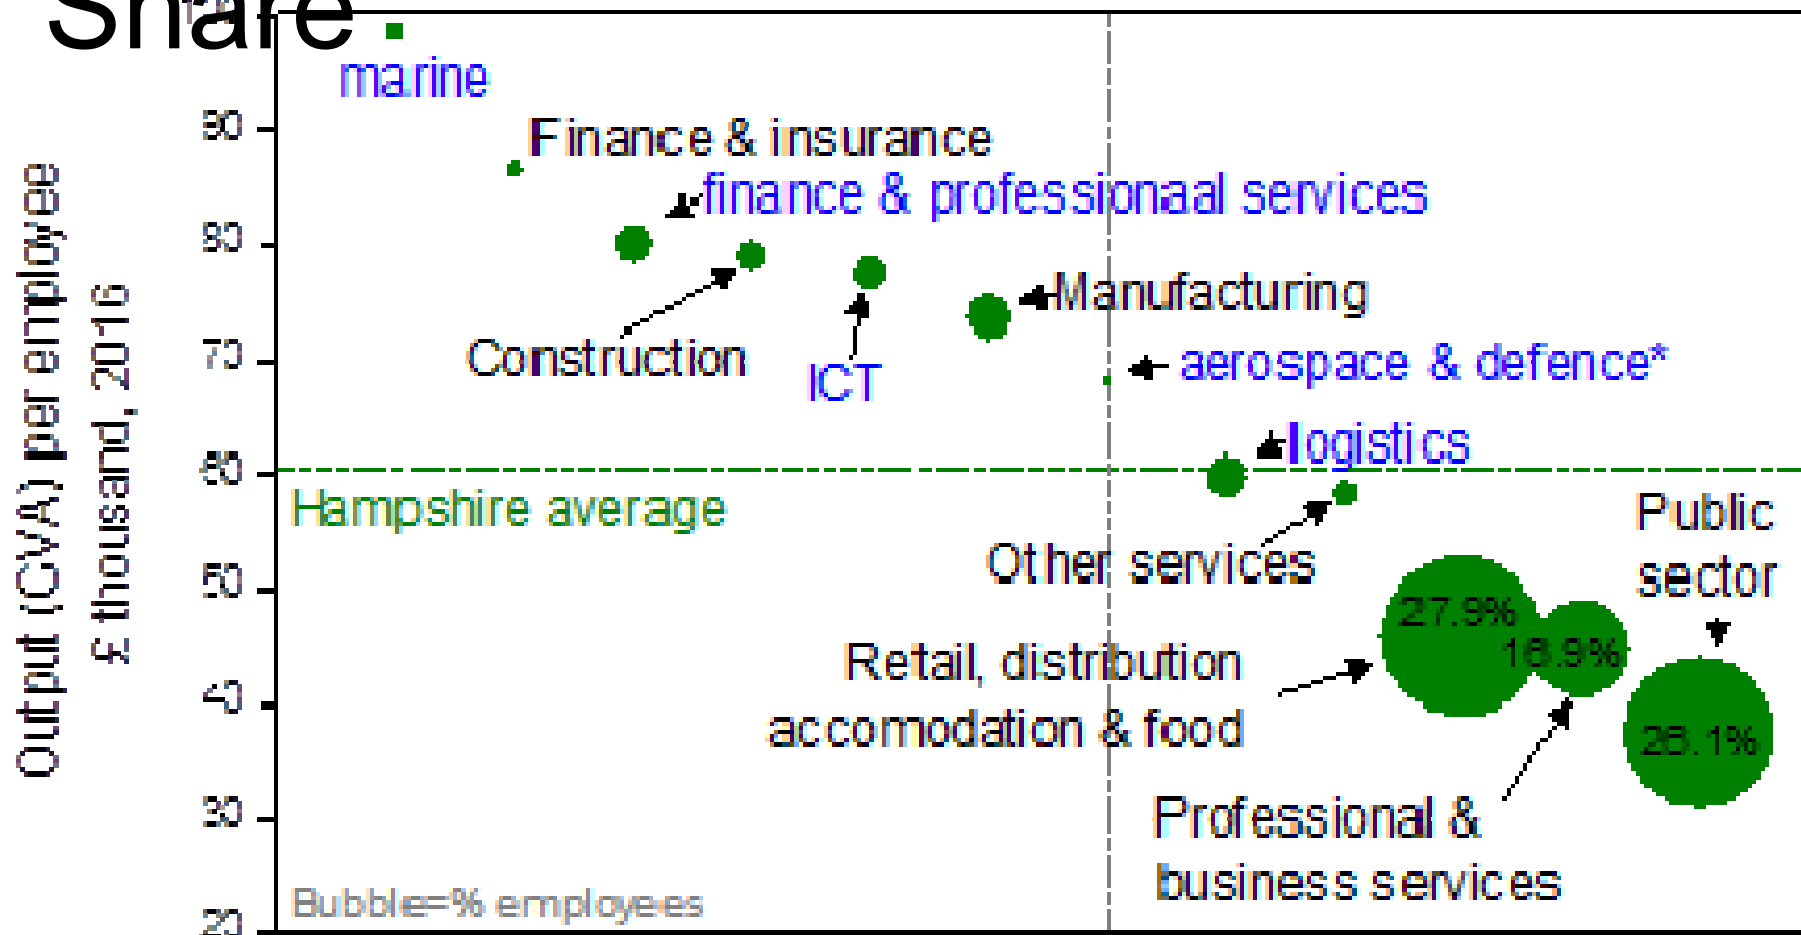 Share
marine
Finance & insurance
finance & professionaal services
Manufacturing
Construction
ICT
aerospace & defence*
logistics
Hampshire average
Other services
Public
sector
27.9%
16.9%
Retail, distribution
accomodation & food
Professional &
business services
Bubble=% employees
Output (GVA) per employee
£ thousand, 2016
90
80
70
60
50
40
30
20